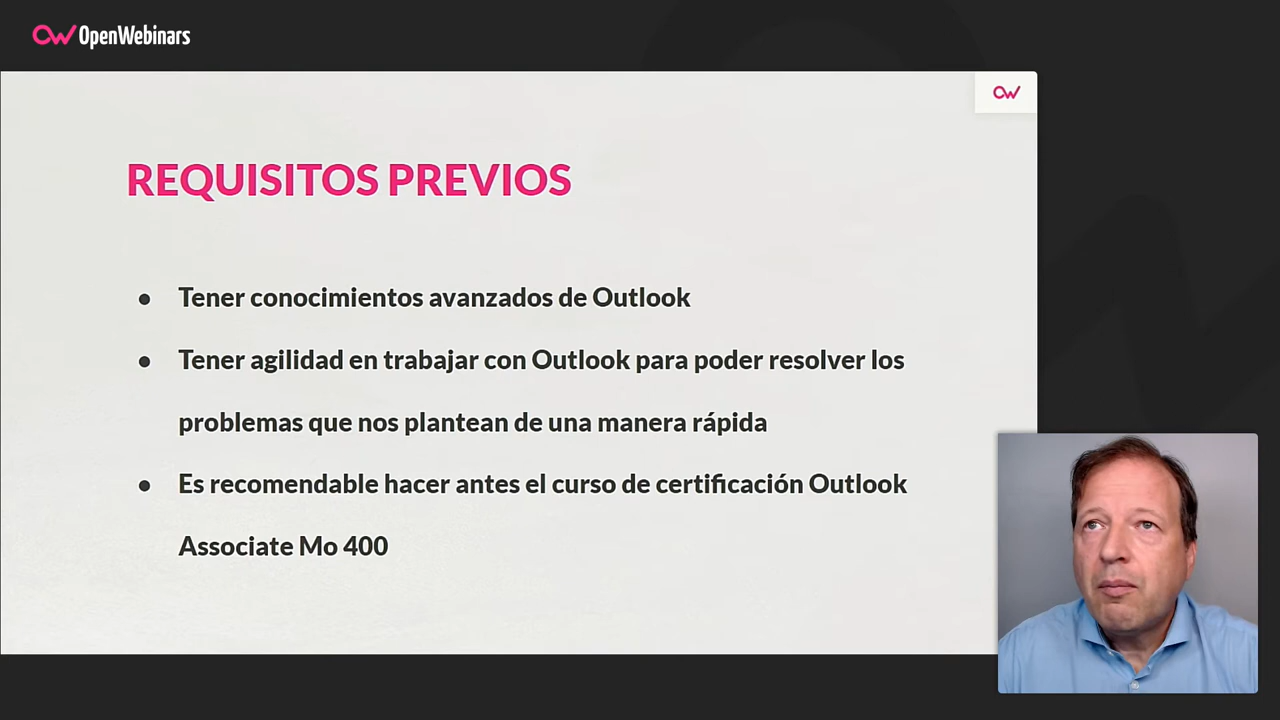 OpenWebinars
REQUISITOS PREVIOS
● Tener conocimientos avanzados de Outlook
● Tener agilidad en trabajar con Outlook para poder resolver los
problemas que nos plantean de una manera rápida
● Es recomendable hacer antes el curso de certificación Outlook
Associate Mo 400